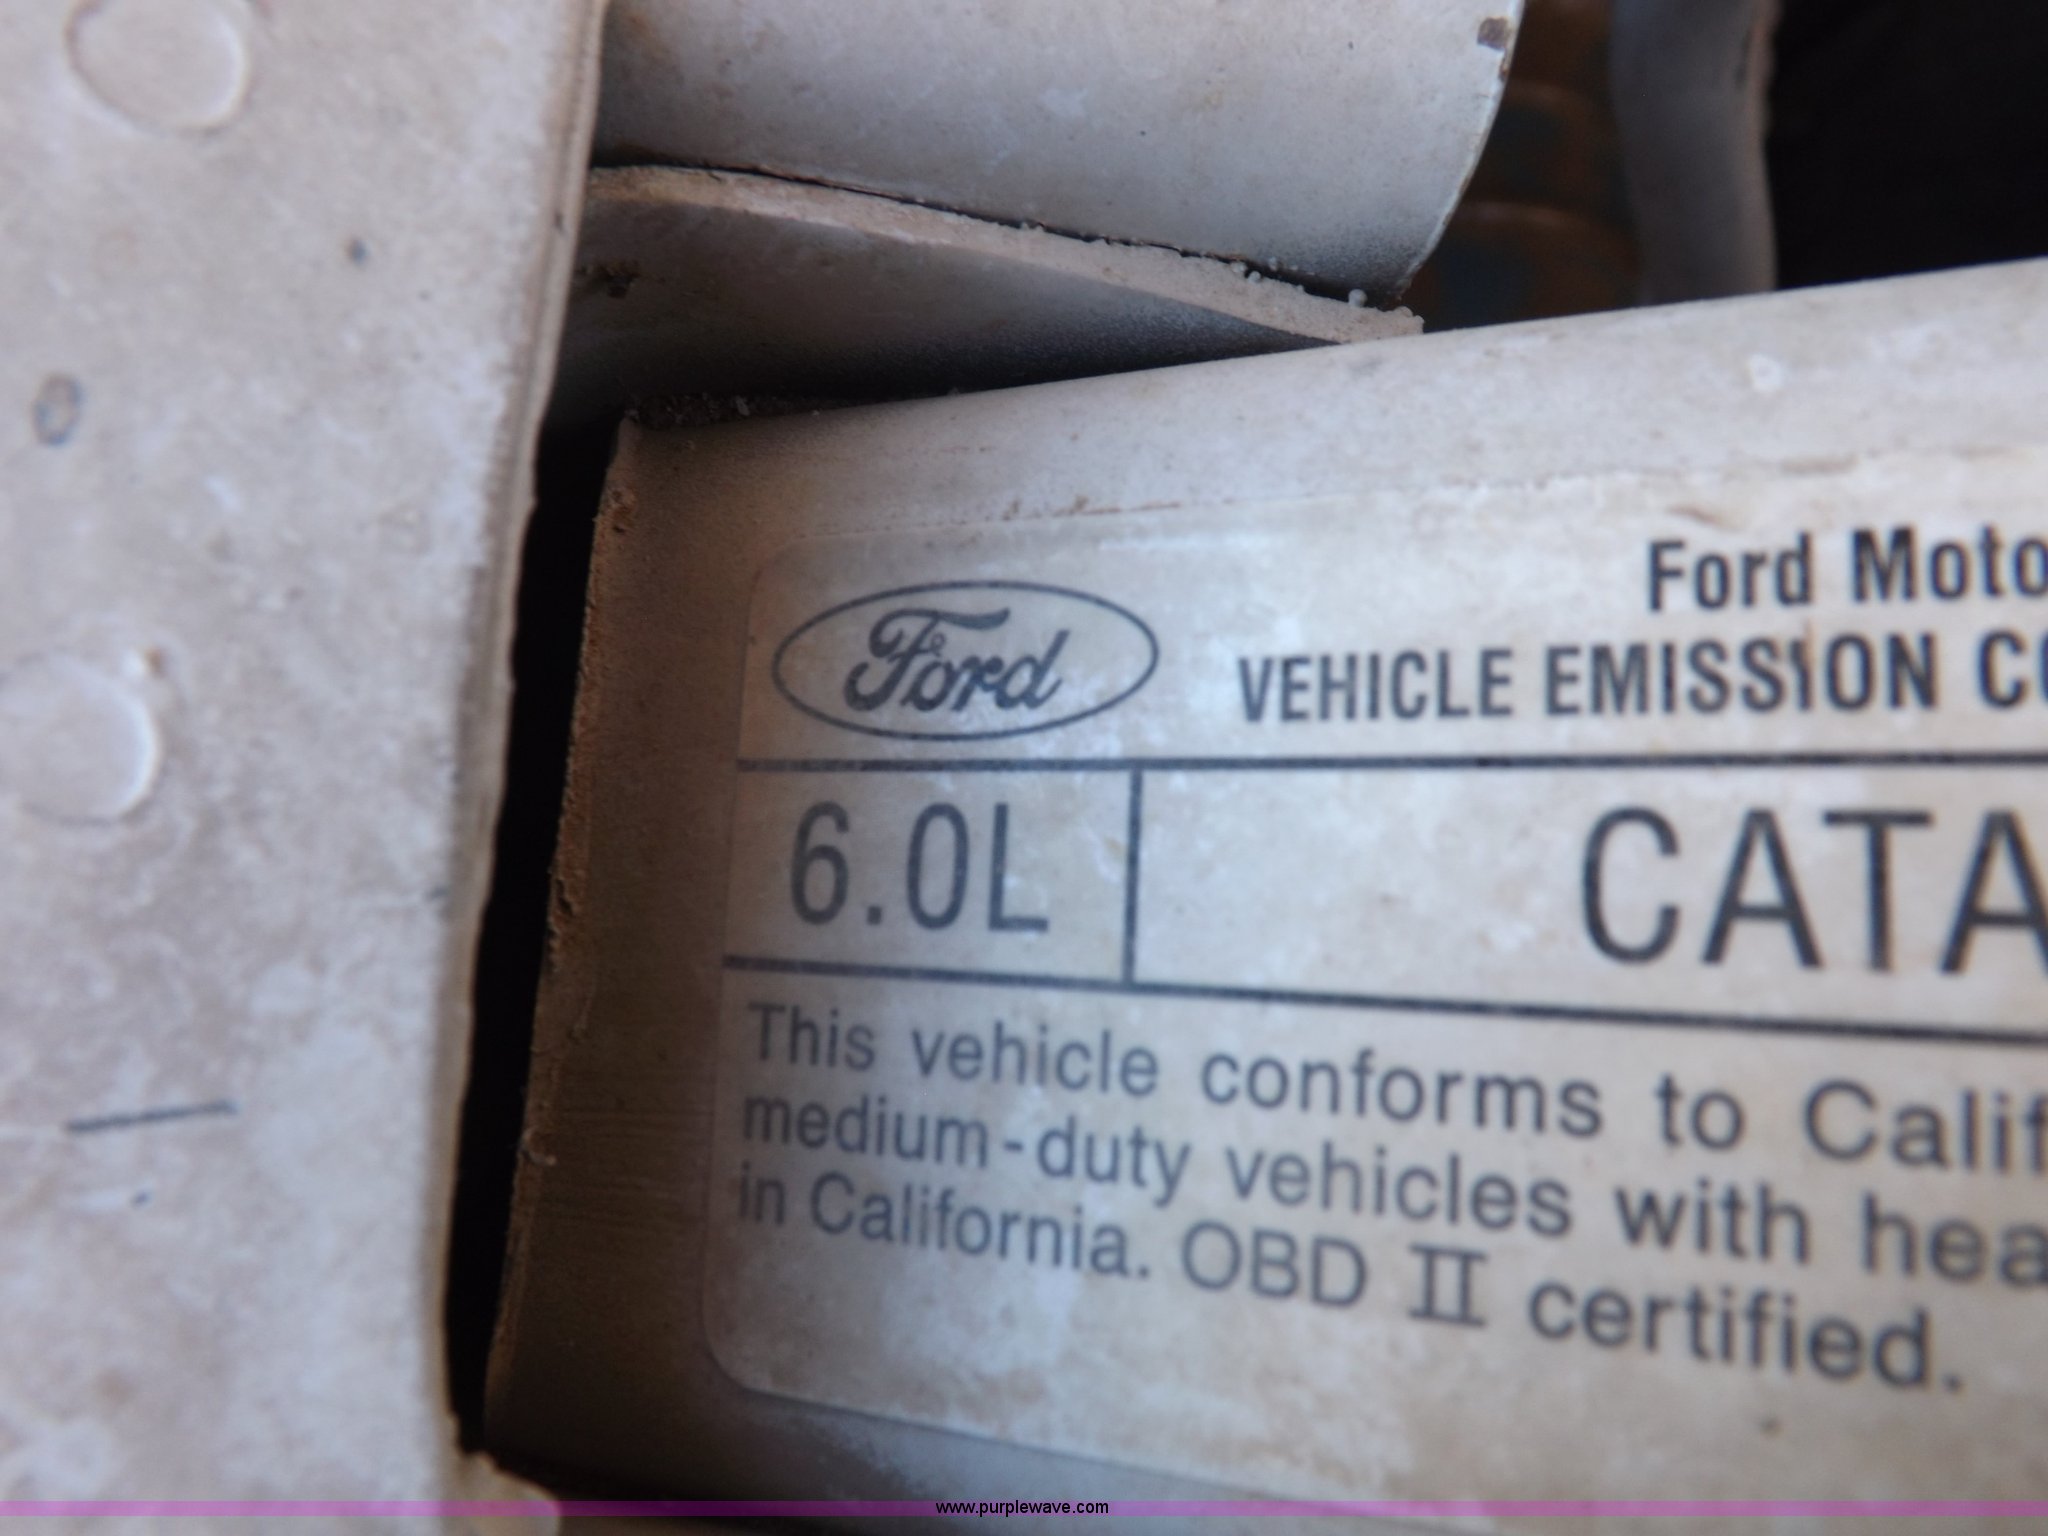 Ford
Ford Moto
VEHICLE EMISSION CO
6.0L
CATA
This vehicle conforms to Calif
medium-duty vehicles with hea
in California. OBD II certified.
www.purplewave.com